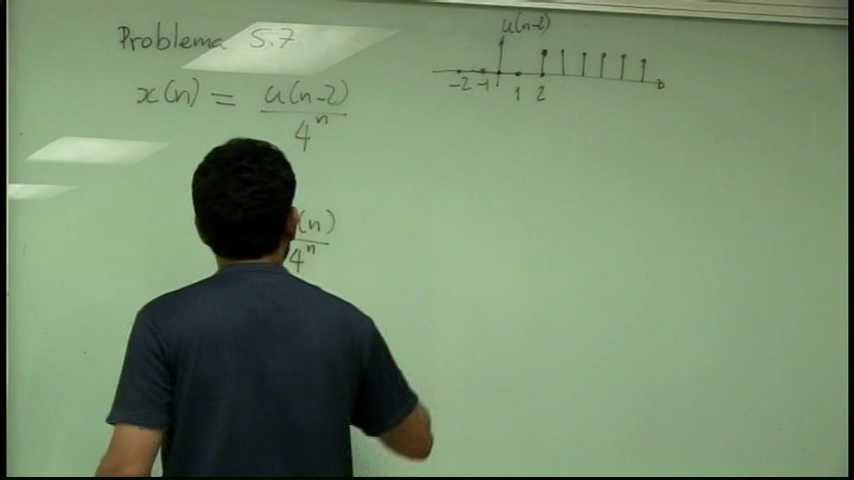 Problema 5.7
x(n) = u(n-2)
4^n
(n)
4^n
u(n-2)
-2 -1 1 2